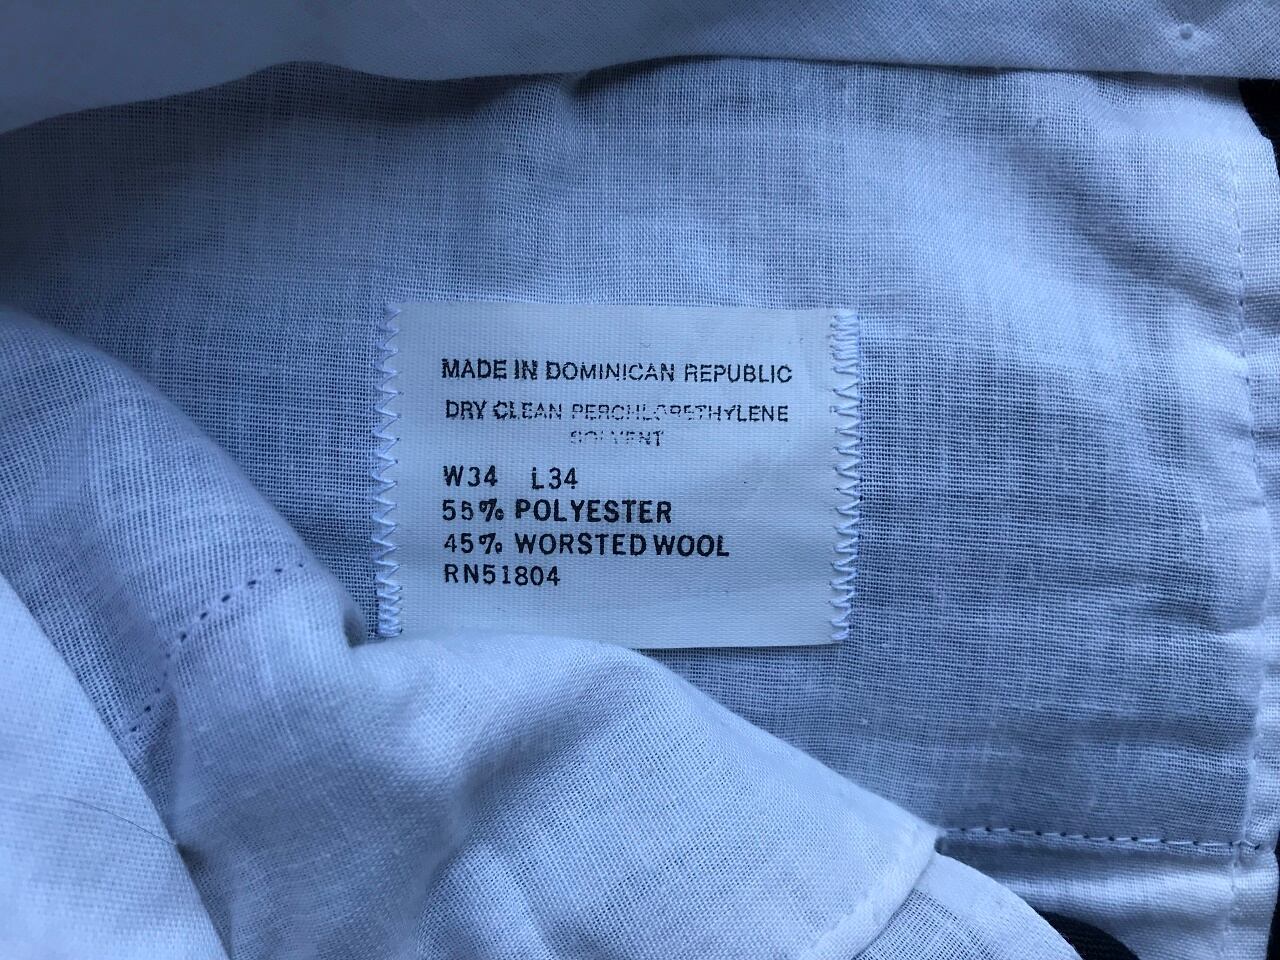 MADE IN DOMINICAN REPUBLIC
DRY CLEAN PERCHLORETHYLENE
SOLVENT
W34 L34
55% POLYESTER
45% WORSTED WOOL
RN51804